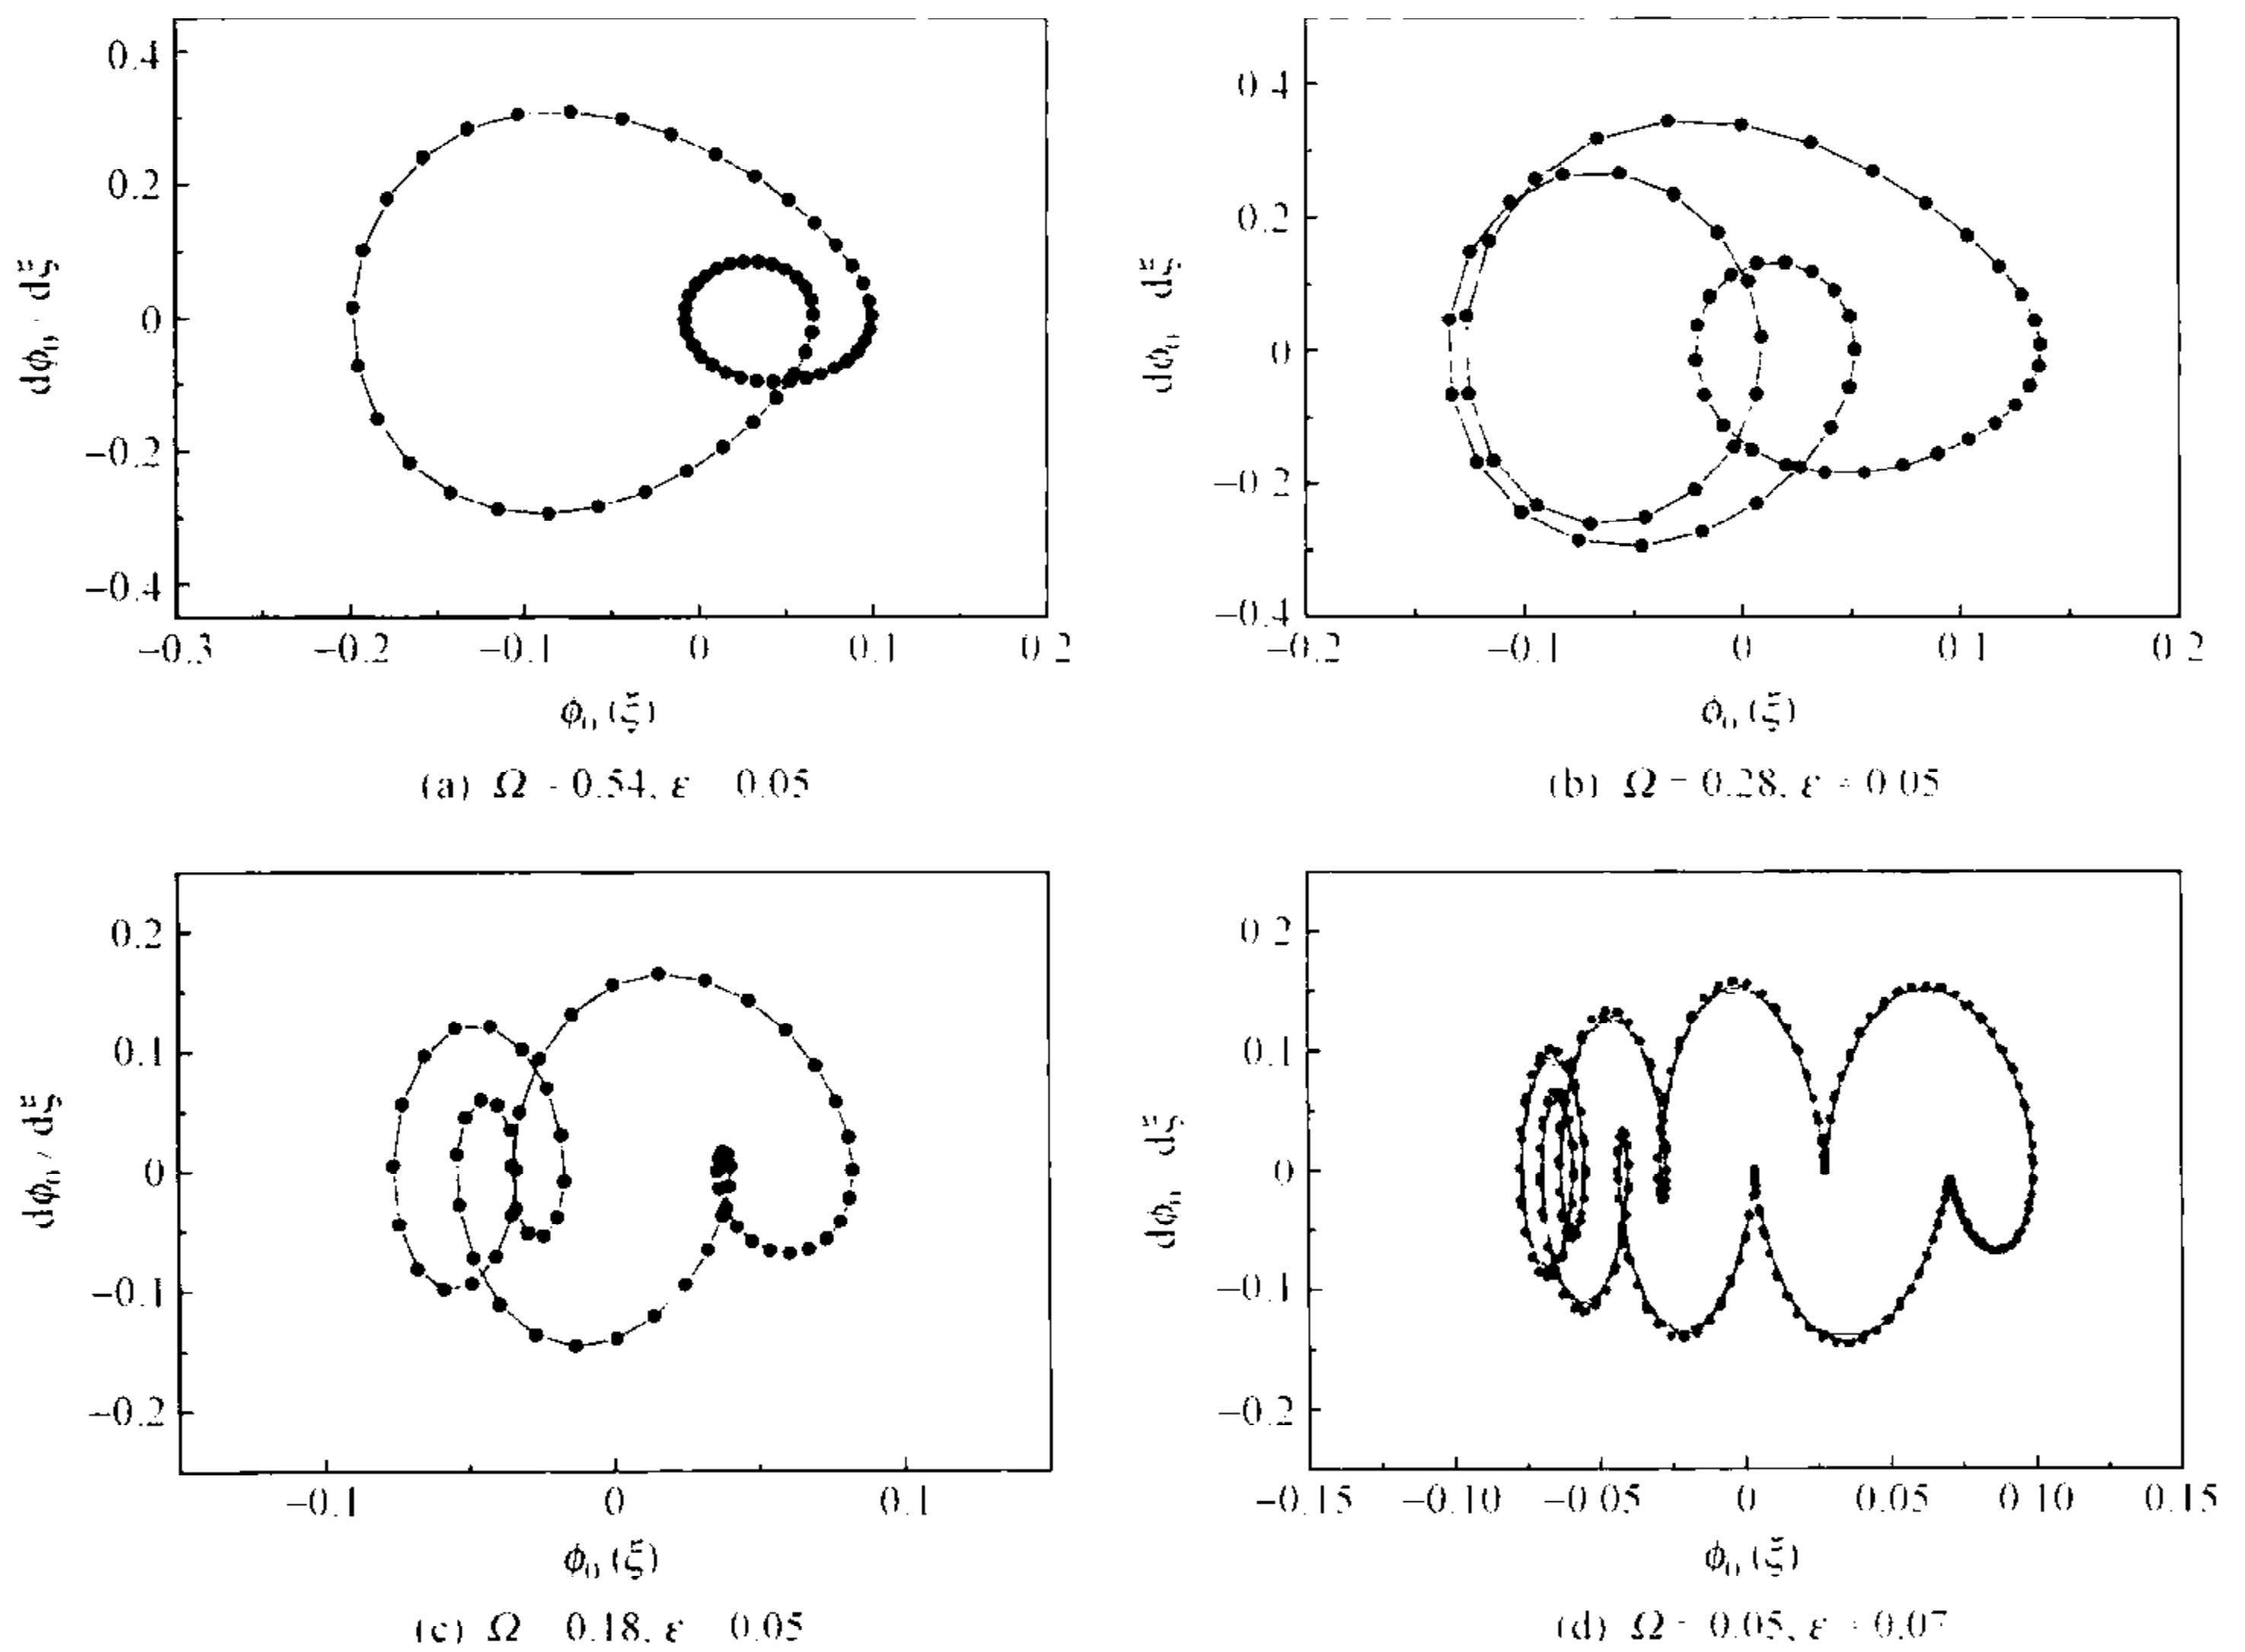 0.4
0.2
0
−0.2
−0.4
dφ₀ / dξ
−0.3 −0.2 −0.1 0 0.1 0.2
φ₀ (ξ)
(a) Ω = 0.54, ε = 0.05
0.4
0.2
0
−0.2
−0.4
dφ₀ / dξ
−0.2 −0.1 0 0.1 0.2
φ₀ (ξ)
(b) Ω = 0.28, ε = 0.05
0.2
0.1
0
−0.1
−0.2
dφ₀ / dξ
−0.1 0 0.1
φ₀ (ξ)
(c) Ω = 0.18, ε = 0.05
0.2
0.1
0
−0.1
−0.2
dφ₀ / dξ
−0.15 −0.10 −0.05 0 0.05 0.10 0.15
φ₀ (ξ)
(d) Ω = 0.05, ε = 0.07